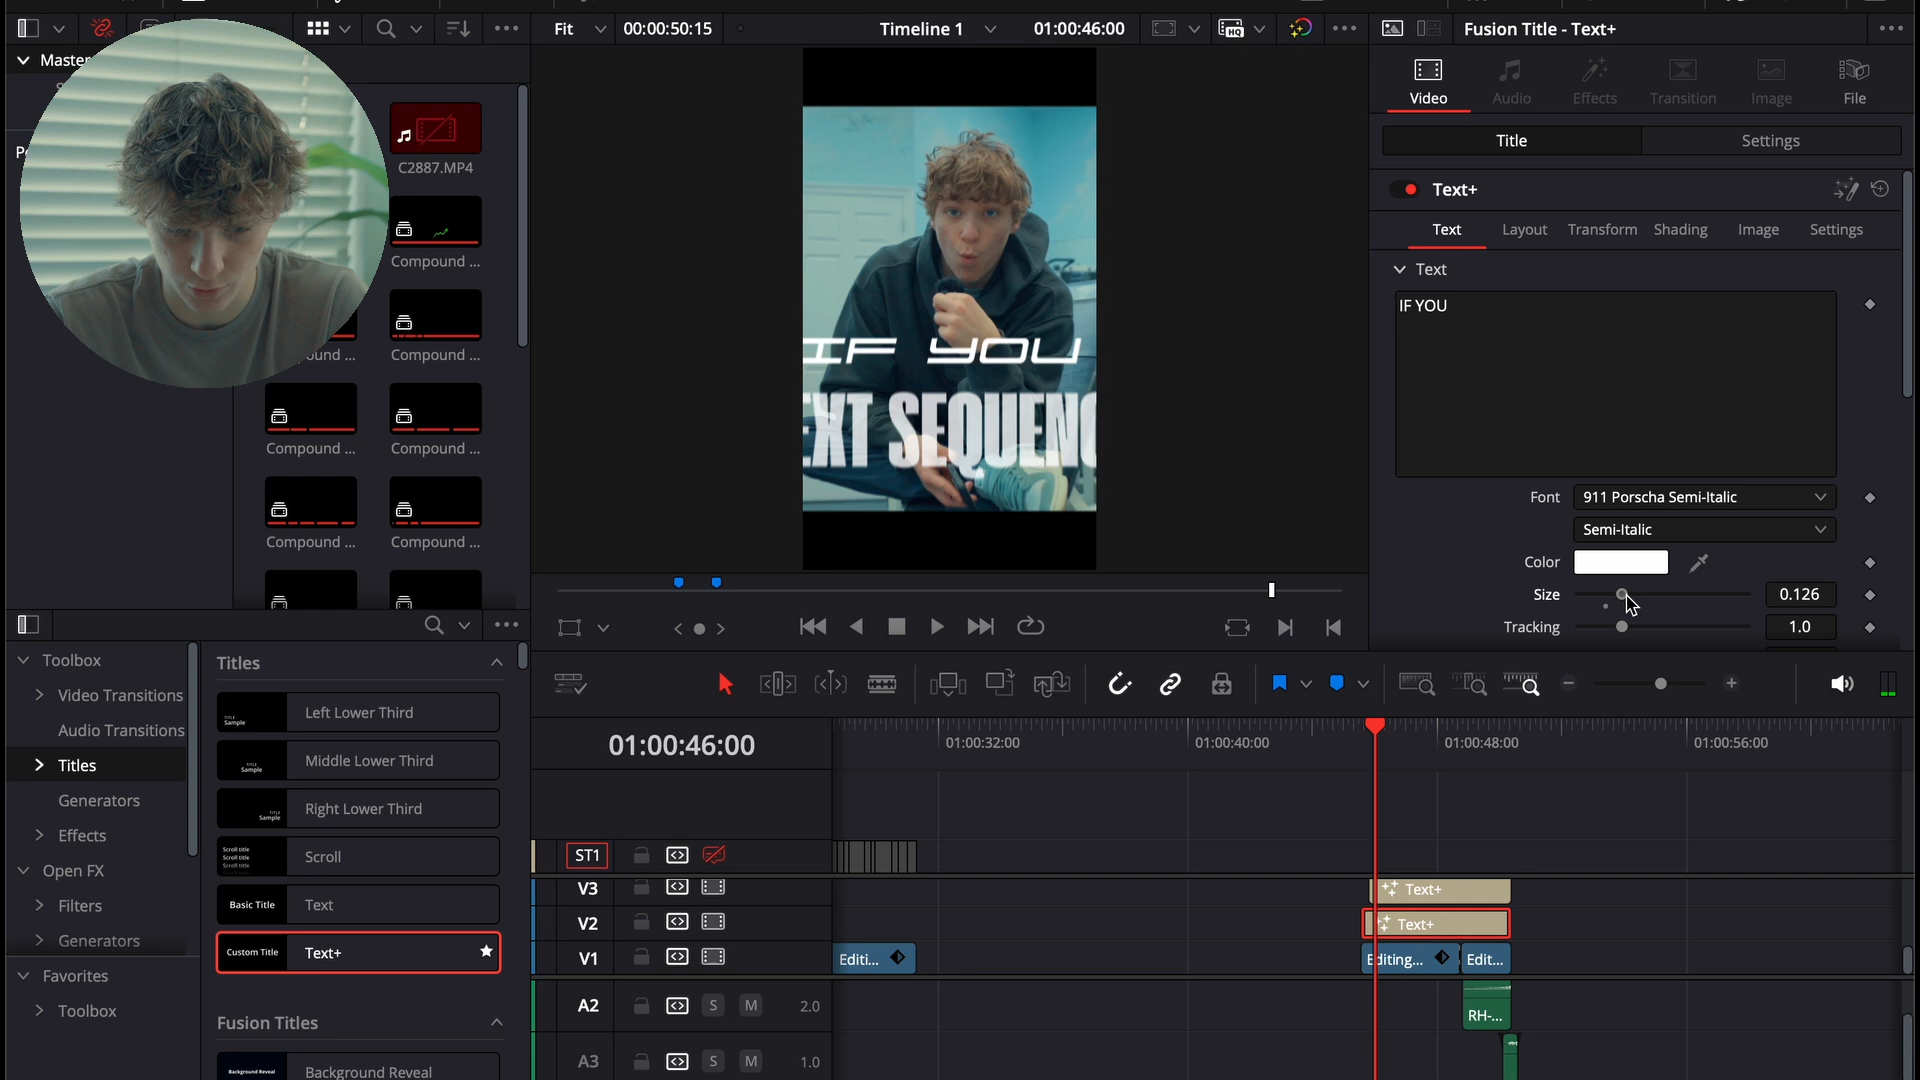 Fit
00:00:50:15
Timeline 1
01:00:46:00
HQ
Fusion Title - Text+
Master
Video
Audio
Effects
Transition
Image
File
C2887.MP4
Title
Settings
Text+
Compound ...
Text
Layout
Transform
Shading
Image
Settings
Text
IF YOU
Compound ...
IF YOU
EXT SEQUENC
Compound ...
Compound ...
Font
911 Porscha Semi-Italic
Semi-Italic
Compound ...
Compound ...
Color
Size
0.126
Tracking
1.0
Toolbox
Video Transitions
Audio Transitions
Titles
Generators
Effects
Open FX
Filters
Generators
Favorites
Toolbox
Titles
Left Lower Third
Middle Lower Third
Right Lower Third
Scroll
Basic Title
Text
Custom Title
Text+
Fusion Titles
Background Reveal
Background Reveal
01:00:46:00
01:00:32:00
01:00:40:00
01:00:48:00
01:00:56:00
ST1
V3
Text+
V2
Text+
V1
Editi...
Editing...
Edit...
A2
S
M
2.0
RH-...
A3
S
M
1.0